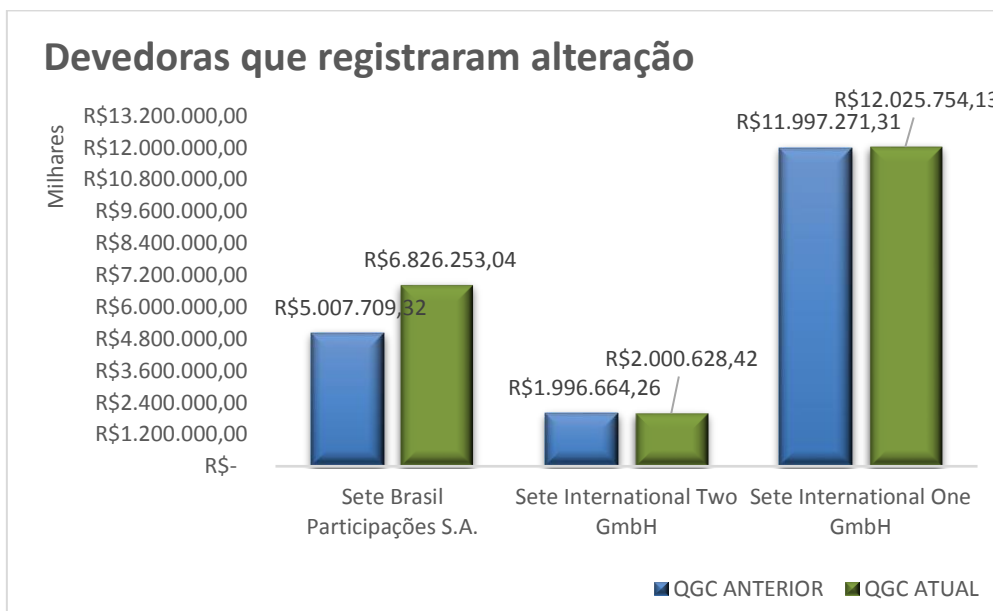 Devedoras que registraram alteração
Milhares
R$13.200.000,00
R$12.000.000,00
R$10.800.000,00
R$9.600.000,00
R$8.400.000,00
R$7.200.000,00
R$6.000.000,00
R$4.800.000,00
R$3.600.000,00
R$2.400.000,00
R$1.200.000,00
R$-
R$5.007.709,32
R$6.826.253,04
R$1.996.664,26
R$2.000.628,42
R$11.997.271,31
R$12.025.754,13
Sete Brasil
Participações S.A.
Sete International Two
GmbH
Sete International One
GmbH
QGC ANTERIOR
QGC ATUAL